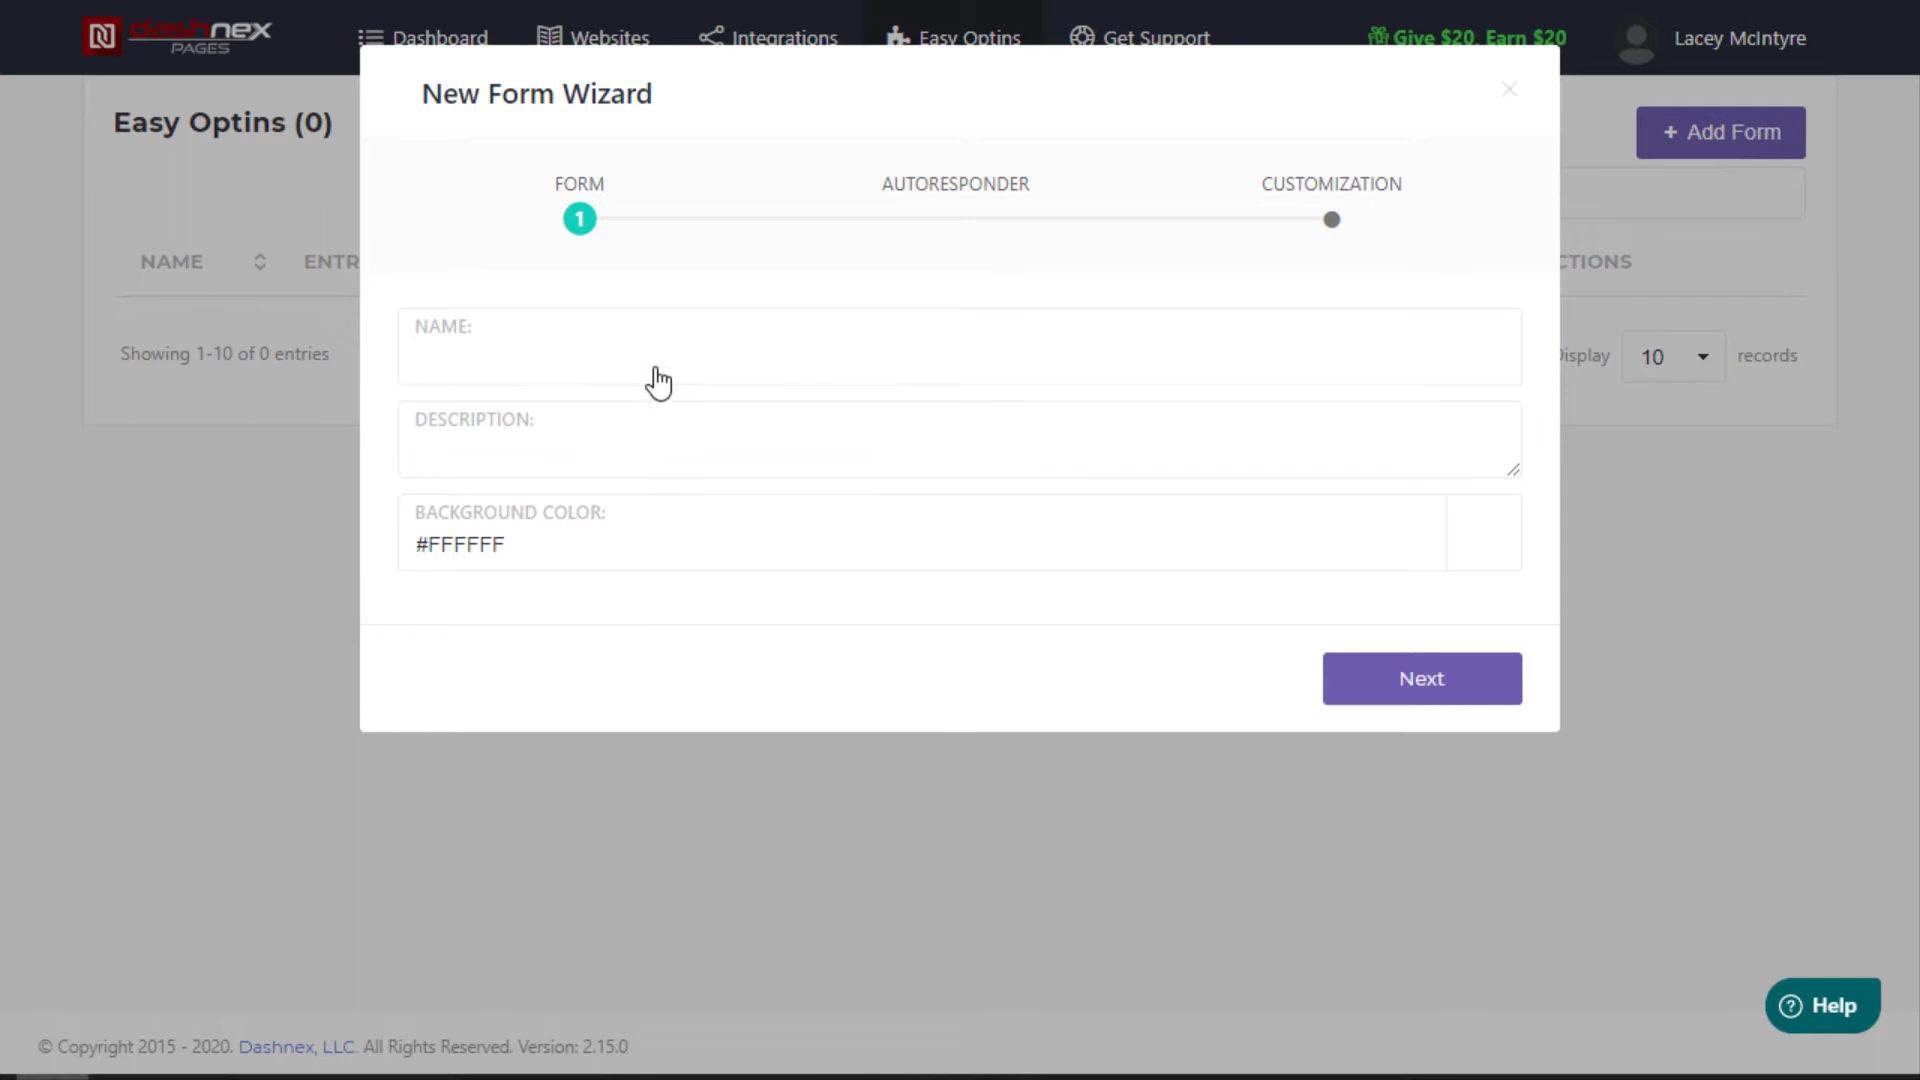 dashnex
PAGES
Dashboard
Websites
Integrations
Easy Optins
Get Support
Give $20, Earn $20
Lacey McIntyre
New Form Wizard
Easy Optins (0)
+ Add Form
FORM
AUTORESPONDER
CUSTOMIZATION
1
NAME
ENTR
CTIONS
NAME:
Showing 1-10 of 0 entries
Display
10
records
DESCRIPTION:
BACKGROUND COLOR:
#FFFFFF
Next
? Help
© Copyright 2015 - 2020. Dashnex, LLC. All Rights Reserved. Version: 2.15.0